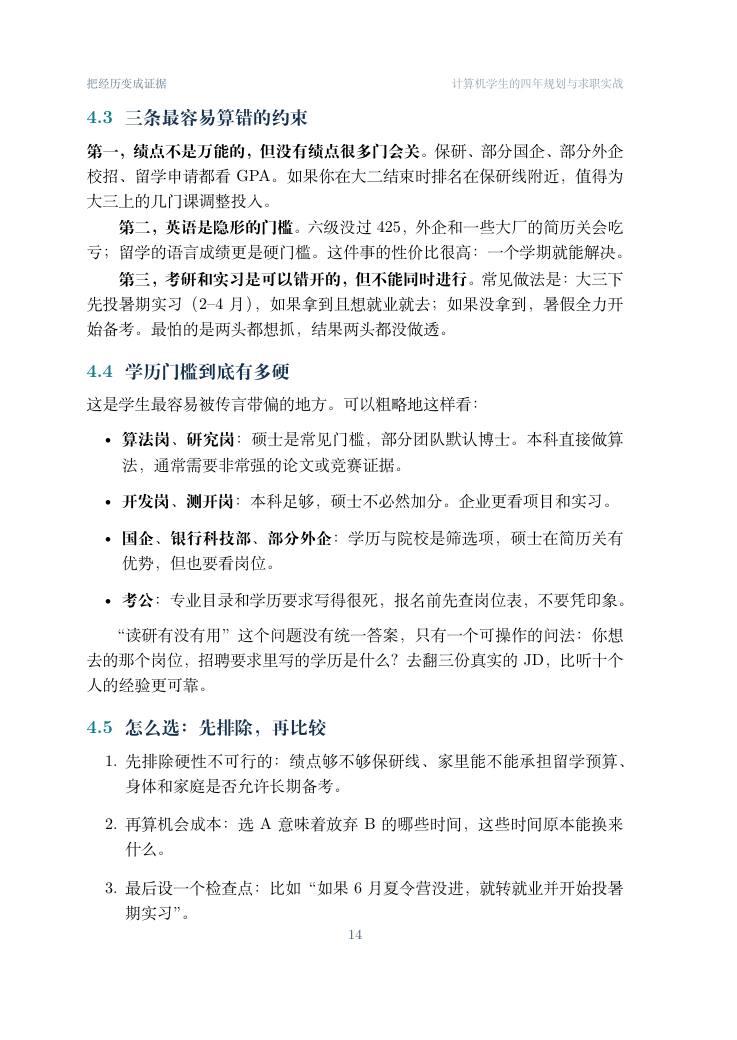 把经历变成证据
计算机学生的四年规划与求职实战
4.3 三条最容易算错的约束
第一，绩点不是万能的，但没有绩点很多门会关。保研、部分国企、部分外企
校招、留学申请都看 GPA。如果你在大二结束时排名在保研线附近，值得为
大三上的几门课调整投入。
第二，英语是隐形的门槛。六级没过 425，外企和一些大厂的简历关会吃
亏；留学的语言成绩更是硬门槛。这件事的性价比很高：一个学期就能解决。
第三，考研和实习是可以错开的，但不能同时进行。常见做法是：大三下
先投暑期实习（2–4 月），如果拿到且想就业就去；如果没拿到，暑假全力开
始备考。最怕的是两头都想抓，结果两头都没做透。
4.4 学历门槛到底有多硬
这是学生最容易被传言带偏的地方。可以粗略地这样看：
• 算法岗、研究岗：硕士是常见门槛，部分团队默认博士。本科直接做算
法，通常需要非常强的论文或竞赛证据。
• 开发岗、测开岗：本科足够，硕士不必然加分。企业更看项目和实习。
• 国企、银行科技部、部分外企：学历与院校是筛选项，硕士在简历关有
优势，但也要看岗位。
• 考公：专业目录和学历要求写得很死，报名前先查岗位表，不要凭印象。
“读研有没有用”这个问题没有统一答案，只有一个可操作的问法：你想
去的那个岗位，招聘要求里写的学历是什么？去翻三份真实的 JD，比听十个
人的经验更可靠。
4.5 怎么选：先排除，再比较
1. 先排除硬性不可行的：绩点够不够保研线、家里能不能承担留学预算、
身体和家庭是否允许长期备考。
2. 再算机会成本：选 A 意味着放弃 B 的哪些时间，这些时间原本能换来
什么。
3. 最后设一个检查点：比如“如果 6 月夏令营没进，就转就业并开始投暑
期实习”。
14